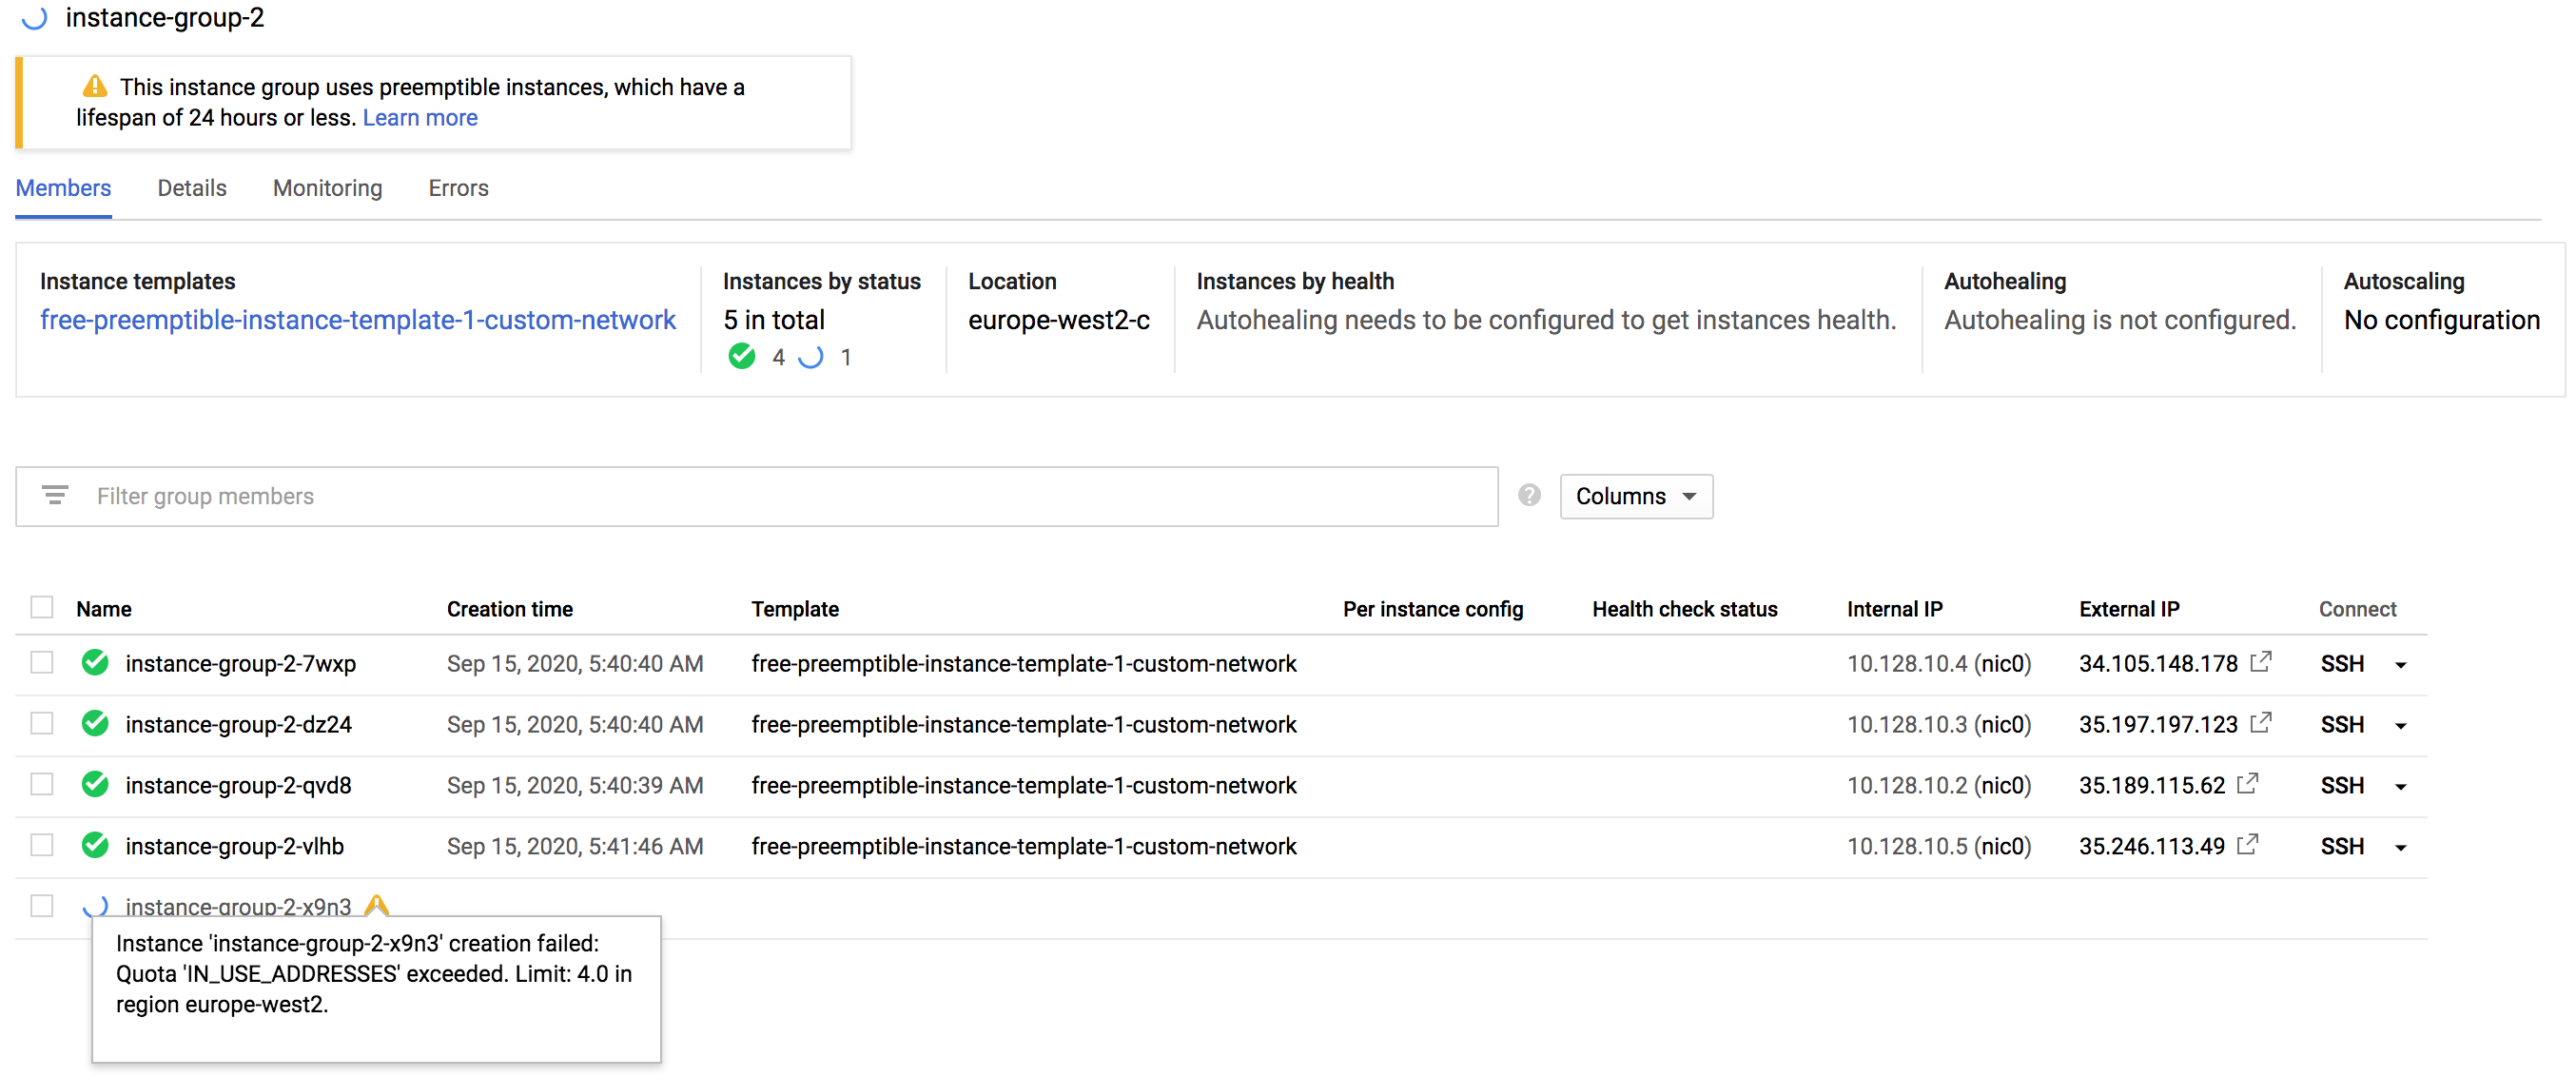 instance-group-2
This instance group uses preemptible instances, which have a
lifespan of 24 hours or less. Learn more
Members Details Monitoring Errors
Instance templates Instances by status Location Instances by health Autohealing Autoscaling
free-preemptible-instance-template-1-custom-network 5 in total europe-west2-c Autohealing needs to be configured to get instances health. Autohealing is not configured. No configuration
4 1
Filter group members ? Columns
Name Creation time Template Per instance config Health check status Internal IP External IP Connect
instance-group-2-7wxp Sep 15, 2020, 5:40:40 AM free-preemptible-instance-template-1-custom-network 10.128.10.4 (nic0) 34.105.148.178 SSH
instance-group-2-dz24 Sep 15, 2020, 5:40:40 AM free-preemptible-instance-template-1-custom-network 10.128.10.3 (nic0) 35.197.197.123 SSH
instance-group-2-qvd8 Sep 15, 2020, 5:40:39 AM free-preemptible-instance-template-1-custom-network 10.128.10.2 (nic0) 35.189.115.62 SSH
instance-group-2-vlhb Sep 15, 2020, 5:41:46 AM free-preemptible-instance-template-1-custom-network 10.128.10.5 (nic0) 35.246.113.49 SSH
instance-group-2-x9n3
Instance 'instance-group-2-x9n3' creation failed:
Quota 'IN_USE_ADDRESSES' exceeded. Limit: 4.0 in
region europe-west2.